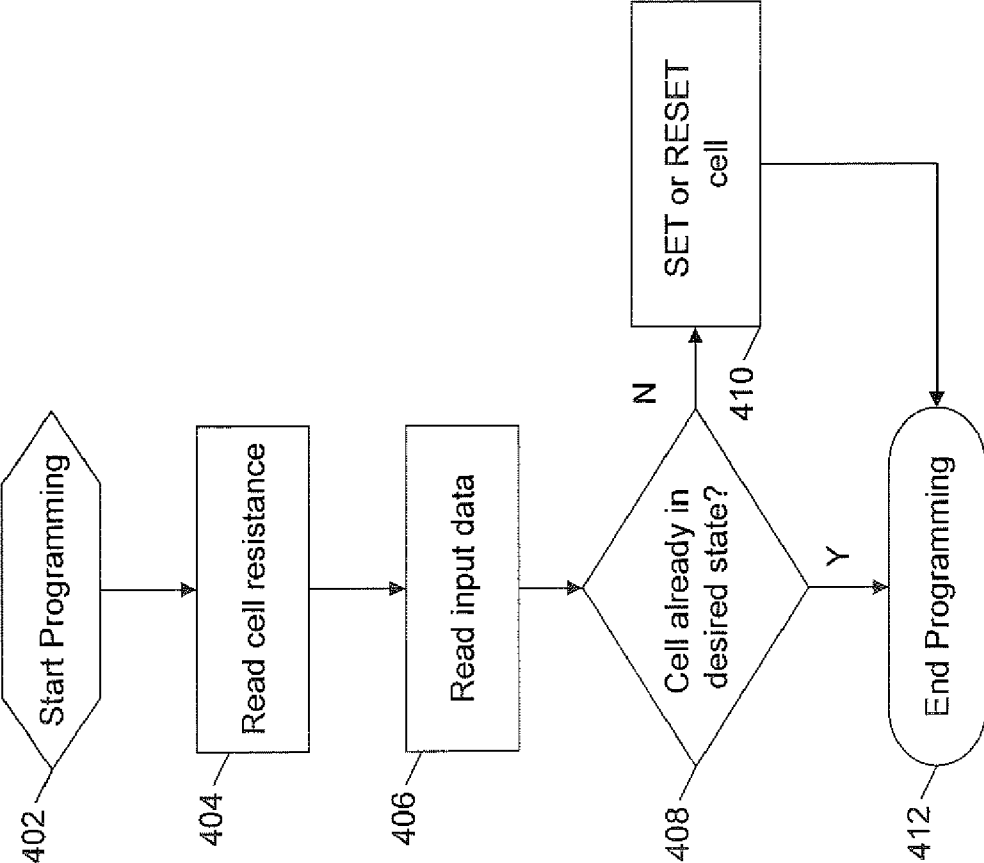 402
Start Programming
404
Read cell resistance
406
Read input data
408
Cell already in
desired state?
N
Y
410
SET or RESET
cell
412
End Programming